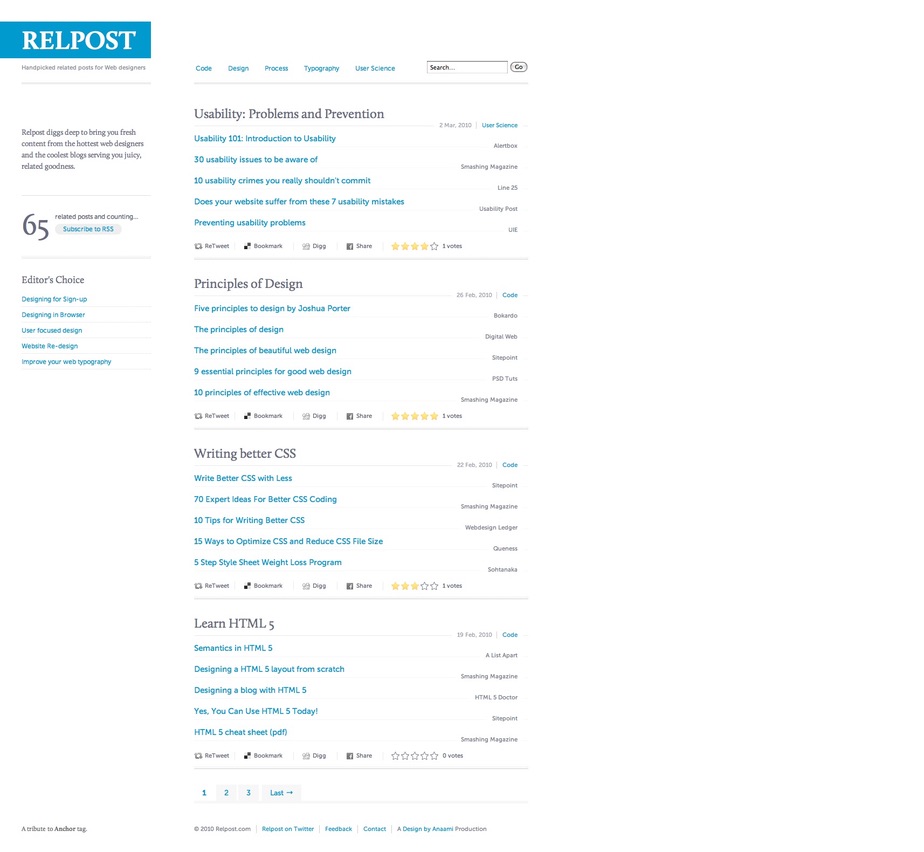 RELPOST
Handpicked related posts for Web designers
Code Design Process Typography User Science Search... Go
Relpost diggs deep to bring you fresh
content from the hottest web designers
and the coolest blogs serving you juicy,
related goodness.
65 related posts and counting...
Subscribe to RSS
Editor's Choice
Designing for Sign-up
Designing in Browser
User focused design
Website Re-design
Improve your web typography
Usability: Problems and Prevention
2 Mar, 2010 | User Science
Usability 101: Introduction to Usability
Alertbox
30 usability issues to be aware of
Smashing Magazine
10 usability crimes you really shouldn't commit
Line 25
Does your website suffer from these 7 usability mistakes
Usability Post
Preventing usability problems
UIE
ReTweet Bookmark Digg Share 1 votes
Principles of Design
26 Feb, 2010 | Code
Five principles to design by Joshua Porter
Bokardo
The principles of design
Digital Web
The principles of beautiful web design
Sitepoint
9 essential principles for good web design
PSD Tuts
10 principles of effective web design
Smashing Magazine
ReTweet Bookmark Digg Share 1 votes
Writing better CSS
22 Feb, 2010 | Code
Write Better CSS with Less
Sitepoint
70 Expert Ideas For Better CSS Coding
Smashing Magazine
10 Tips for Writing Better CSS
Webdesign Ledger
15 Ways to Optimize CSS and Reduce CSS File Size
Queness
5 Step Style Sheet Weight Loss Program
Sohtanaka
ReTweet Bookmark Digg Share 1 votes
Learn HTML 5
19 Feb, 2010 | Code
Semantics in HTML 5
A List Apart
Designing a HTML 5 layout from scratch
Smashing Magazine
Designing a blog with HTML 5
HTML 5 Doctor
Yes, You Can Use HTML 5 Today!
Sitepoint
HTML 5 cheat sheet (pdf)
Smashing Magazine
ReTweet Bookmark Digg Share 0 votes
1 2 3 Last →
A tribute to Anchor tag.
© 2010 Relpost.com | Relpost on Twitter | Feedback | Contact | A Design by Anaami Production